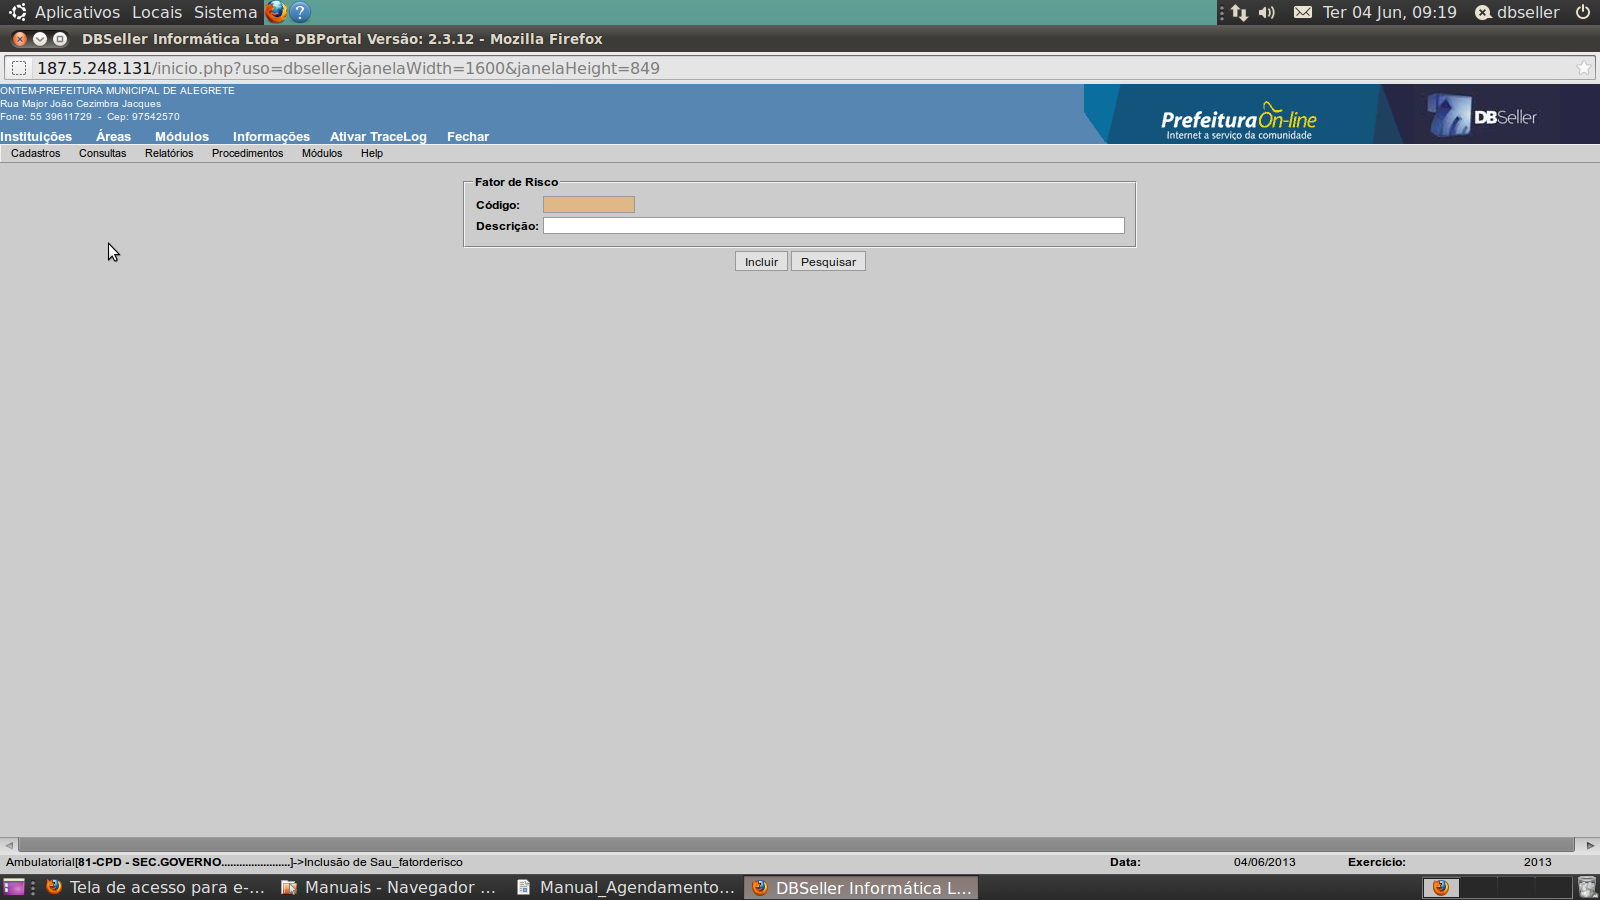 Aplicativos Locais Sistema Ter 04 Jun, 09:19 dbseller
DBSeller Informática Ltda - DBPortal Versão: 2.3.12 - Mozilla Firefox
187.5.248.131/inicio.php?uso=dbseller&janelaWidth=1600&janelaHeight=849
ONTEM-PREFEITURA MUNICIPAL DE ALEGRETE
Rua Major João Cezimbra Jacques
Fone: 55 39611729 - Cep: 97542570
Prefeitura On-line
Internet a serviço da comunidade
DBSeller
Instituições Áreas Módulos Informações Ativar TraceLog Fechar
Cadastros Consultas Relatórios Procedimentos Módulos Help
Fator de Risco
Código:
Descrição:
Incluir Pesquisar
Ambulatorial[81-CPD - SEC.GOVERNO.......................]->Inclusão de Sau_fatorderisco Data: 04/06/2013 Exercício: 2013
Tela de acesso para e-... Manuais - Navegador ... Manual_Agendamento... DBSeller Informática L...